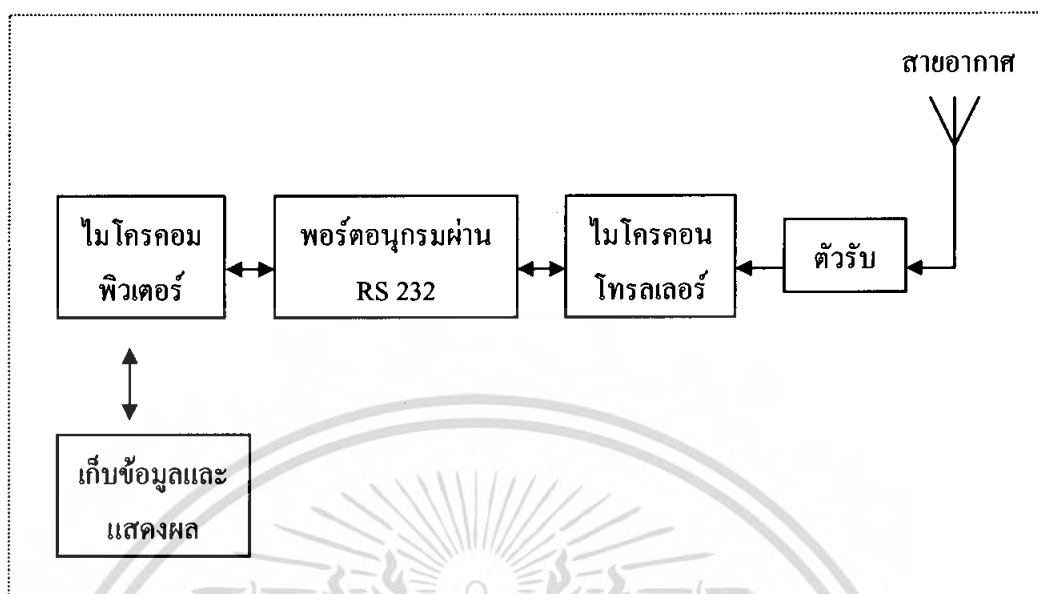 สายอากาศ
ไมโครคอม
พิวเตอร์
พอร์ตอนุกรมผ่าน
RS 232
ไมโครคอน
โทรลเลอร์
ตัวรับ
เก็บข้อมูลและ
แสดงผล